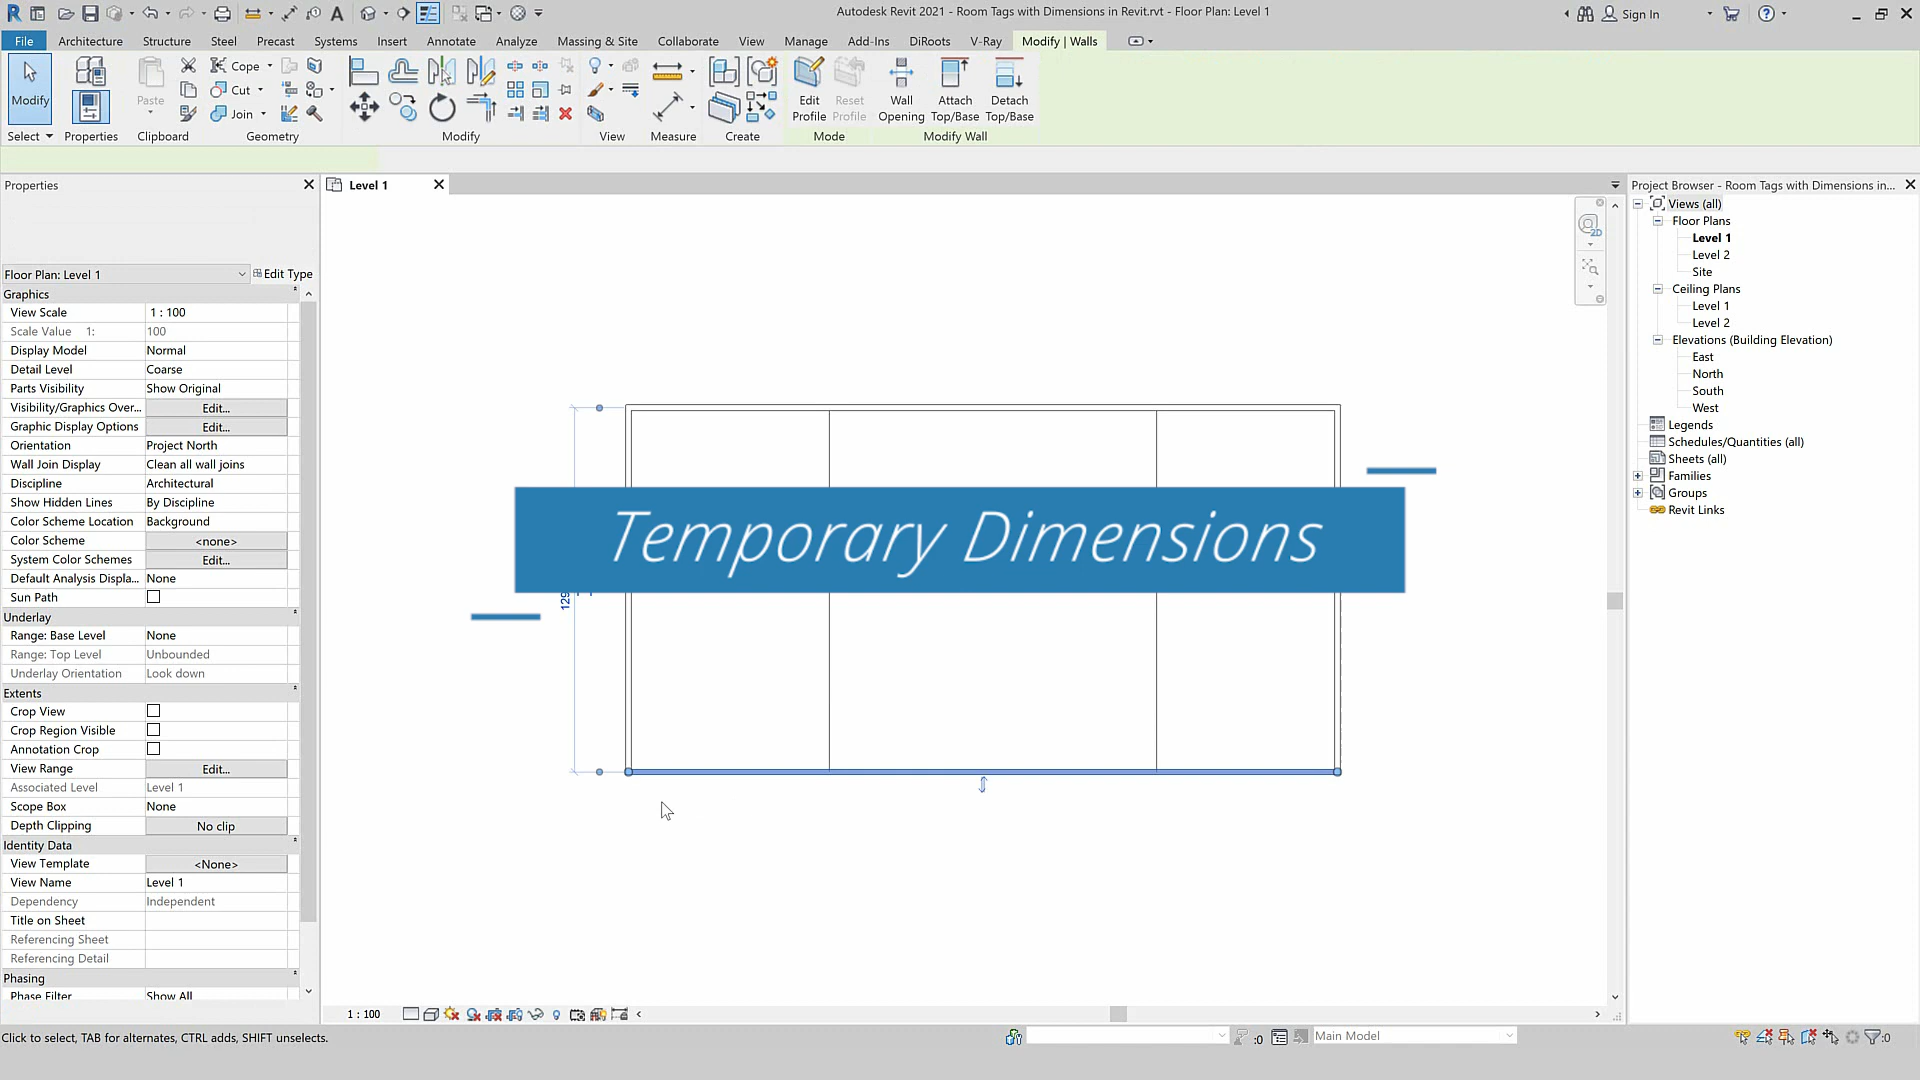 Autodesk Revit 2021 - Room Tags with Dimensions in Revit.rvt - Floor Plan: Level 1
Sign In
File Architecture Structure Steel Precast Systems Insert Annotate Analyze Massing & Site Collaborate View Manage Add-Ins DiRoots V-Ray Modify | Walls
Modify
Paste
Cope
Cut
Join
Edit Profile
Reset Profile
Wall Opening
Attach Top/Base
Detach Top/Base
Select Properties Clipboard Geometry Modify View Measure Create Mode Modify Wall
Properties
Level 1
Floor Plan: Level 1
Edit Type
Graphics
View Scale 1 : 100
Scale Value 1: 100
Display Model Normal
Detail Level Coarse
Parts Visibility Show Original
Visibility/Graphics Over... Edit...
Graphic Display Options Edit...
Orientation Project North
Wall Join Display Clean all wall joins
Discipline Architectural
Show Hidden Lines By Discipline
Color Scheme Location Background
Color Scheme <none>
System Color Schemes Edit...
Default Analysis Displa... None
Sun Path
Underlay
Range: Base Level None
Range: Top Level Unbounded
Underlay Orientation Look down
Extents
Crop View
Crop Region Visible
Annotation Crop
View Range Edit...
Associated Level Level 1
Scope Box None
Depth Clipping No clip
Identity Data
View Template <None>
View Name Level 1
Dependency Independent
Title on Sheet
Referencing Sheet
Referencing Detail
Phasing
Phase Filter Show All
Temporary Dimensions
2D
Project Browser - Room Tags with Dimensions in...
Views (all)
Floor Plans
Level 1
Level 2
Site
Ceiling Plans
Level 1
Level 2
Elevations (Building Elevation)
East
North
South
West
Legends
Schedules/Quantities (all)
Sheets (all)
Families
Groups
Revit Links
1 : 100
Click to select, TAB for alternates, CTRL adds, SHIFT unselects.
:0
Main Model
:0